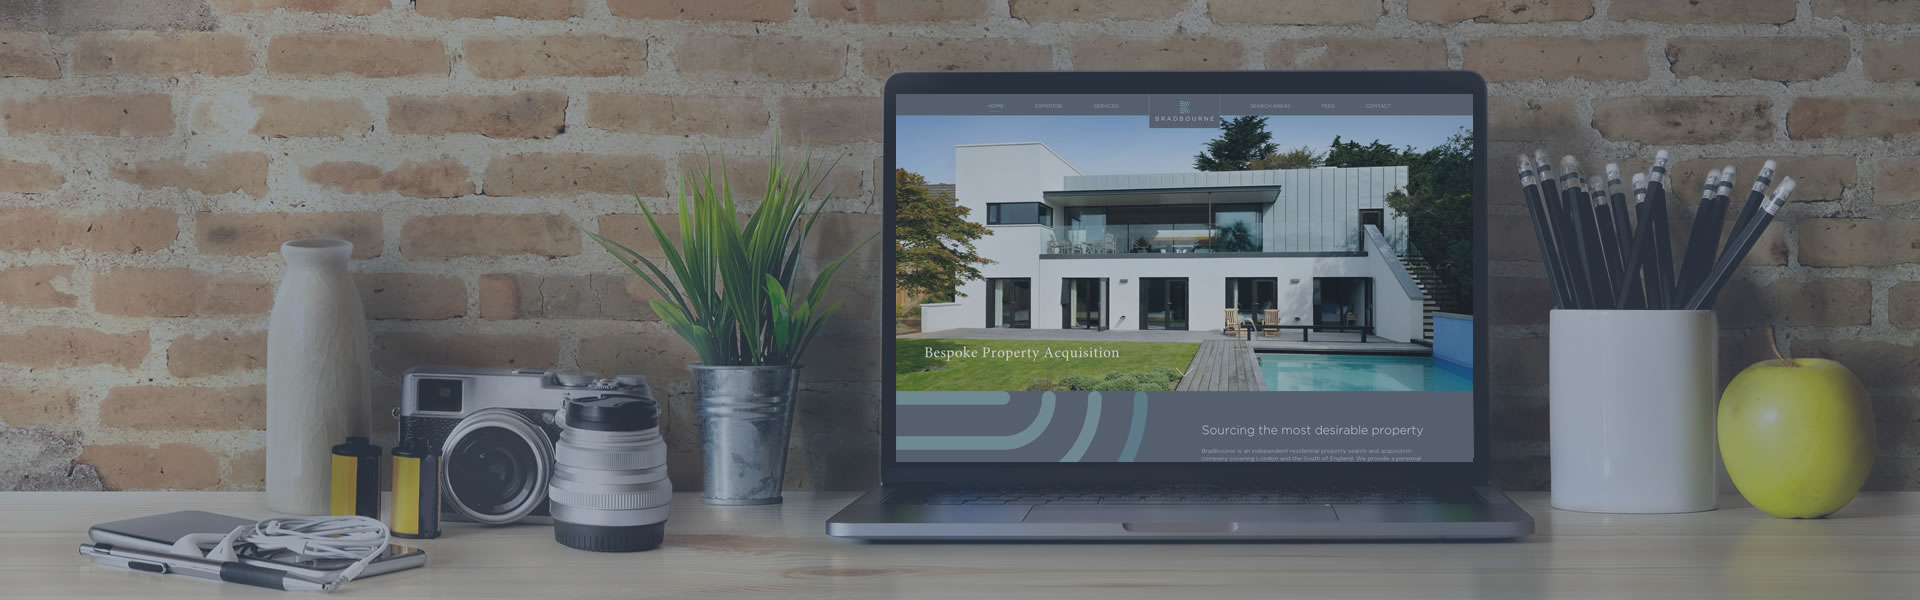 HOME EXPERTISE SERVICES BRADBOURNE SEARCH AREAS FEES CONTACT
Bespoke Property Acquisition
Sourcing the most desirable property
Bradbourne is an independent residential property search and acquisition
company covering London and the South of England. We provide a personal